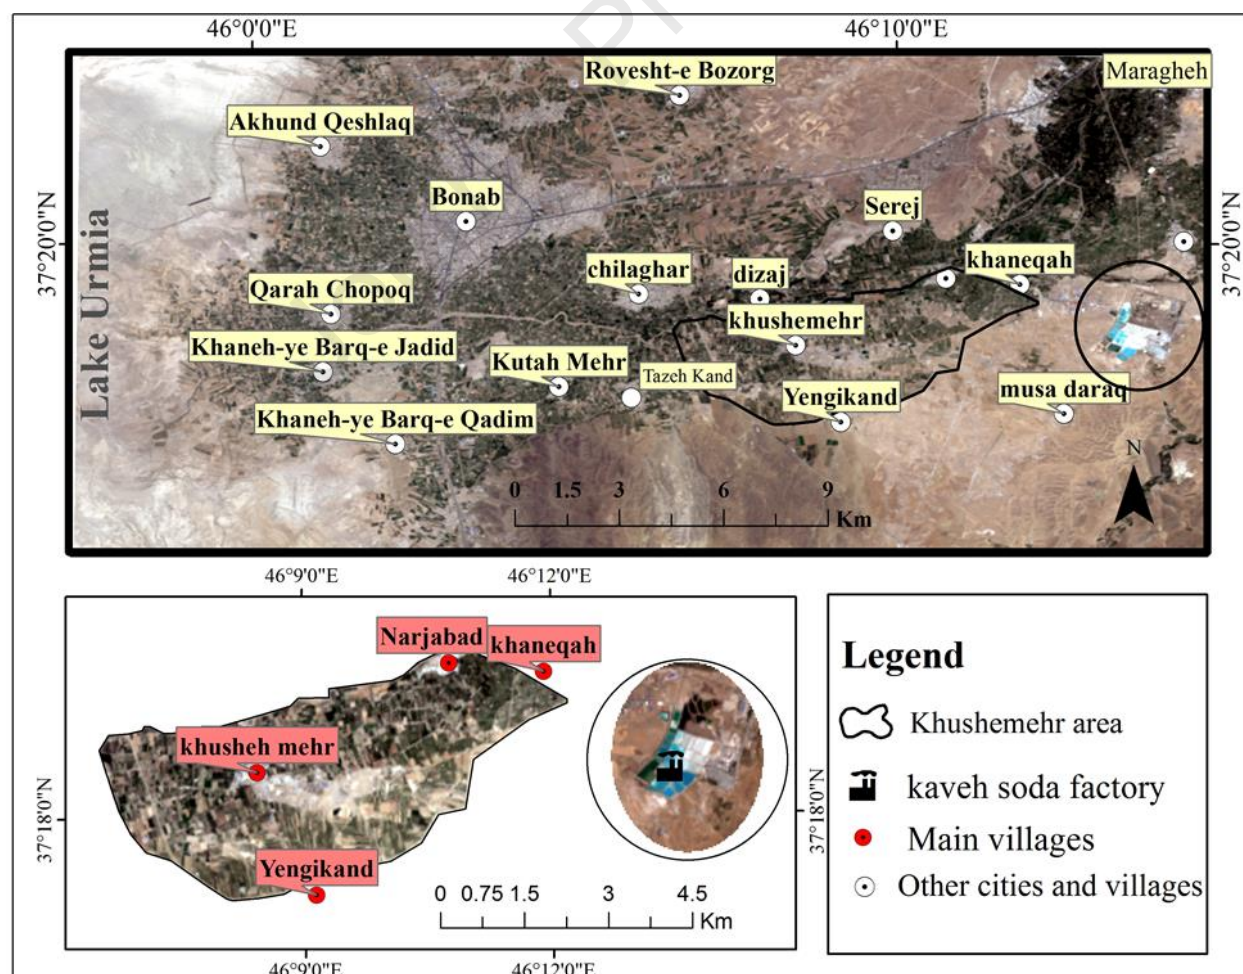 46°0'0"E
46°10'0"E
Rovesht-e Bozorg
Maragheh
Akhund Qeshlaq
Bonab
Serej
37°20'0"N
37°20'0"N
Lake Urmia
chilaghar
dizaj
khaneqah
Qarah Chopoq
khushemehr
Khaneh-ye Barq-e Jadid
Kutah Mehr
Tazeh Kand
Yengikand
musa daraq
Khaneh-ye Barq-e Qadim
N
0 1.5 3 6 9
Km
46°9'0"E
46°12'0"E
Narjabad
khaneqah
khusheh mehr
Yengikand
37°18'0"N
37°18'0"N
0 0.75 1.5 3 4.5
Km
46°9'0"E
46°12'0"E
Legend
Khushemehr area
kaveh soda factory
Main villages
Other cities and villages